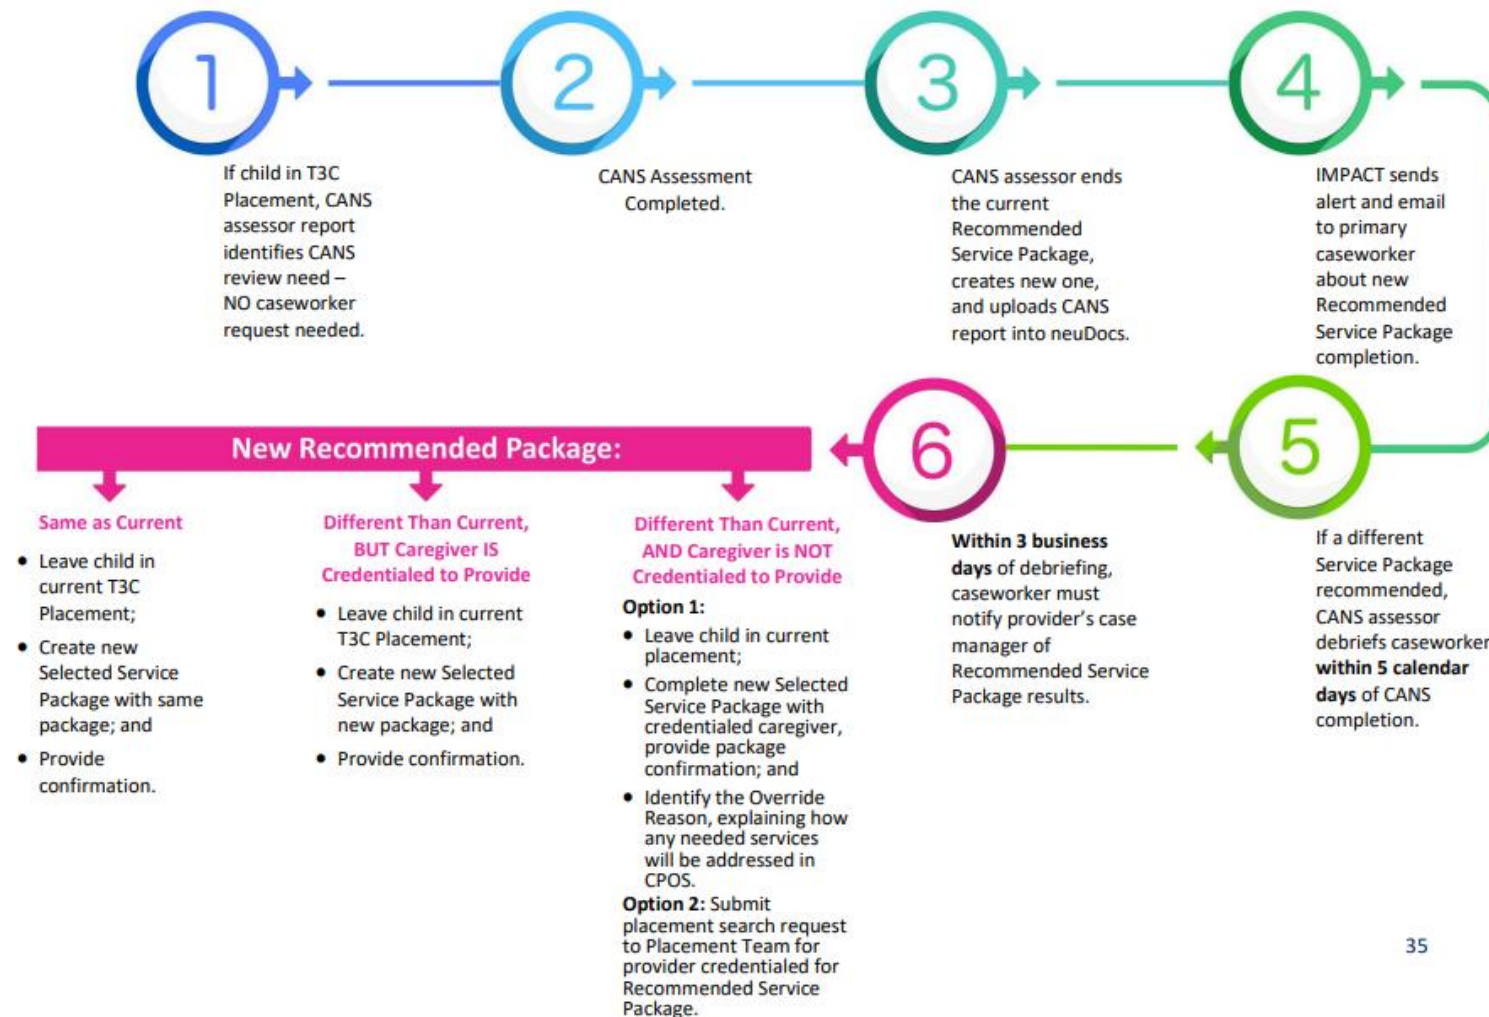 1
If child in T3C
Placement, CANS
assessor report
identifies CANS
review need –
NO caseworker
request needed.
2
CANS Assessment
Completed.
3
CANS assessor ends
the current
Recommended
Service Package,
creates new one,
and uploads CANS
report into neuDocs.
4
IMPACT sends
alert and email
to primary
caseworker
about new
Recommended
Service Package
completion.
5
If a different
Service Package
recommended,
CANS assessor
debriefs caseworker
within 5 calendar
days of CANS
completion.
6
Within 3 business
days of debriefing,
caseworker must
notify provider's case
manager of
Recommended Service
Package results.
New Recommended Package:
Same as Current
• Leave child in
current T3C
Placement;
• Create new
Selected Service
Package with same
package; and
• Provide
confirmation.
Different Than Current,
BUT Caregiver IS
Credentialed to Provide
• Leave child in current
T3C Placement;
• Create new Selected
Service Package with
new package; and
• Provide confirmation.
Different Than Current,
AND Caregiver is NOT
Credentialed to Provide
Option 1:
• Leave child in current
placement;
• Complete new Selected
Service Package with
credentialed caregiver,
provide package
confirmation; and
• Identify the Override
Reason, explaining how
any needed services
will be addressed in
CPOS.
Option 2: Submit
placement search request
to Placement Team for
provider credentialed for
Recommended Service
Package.
35